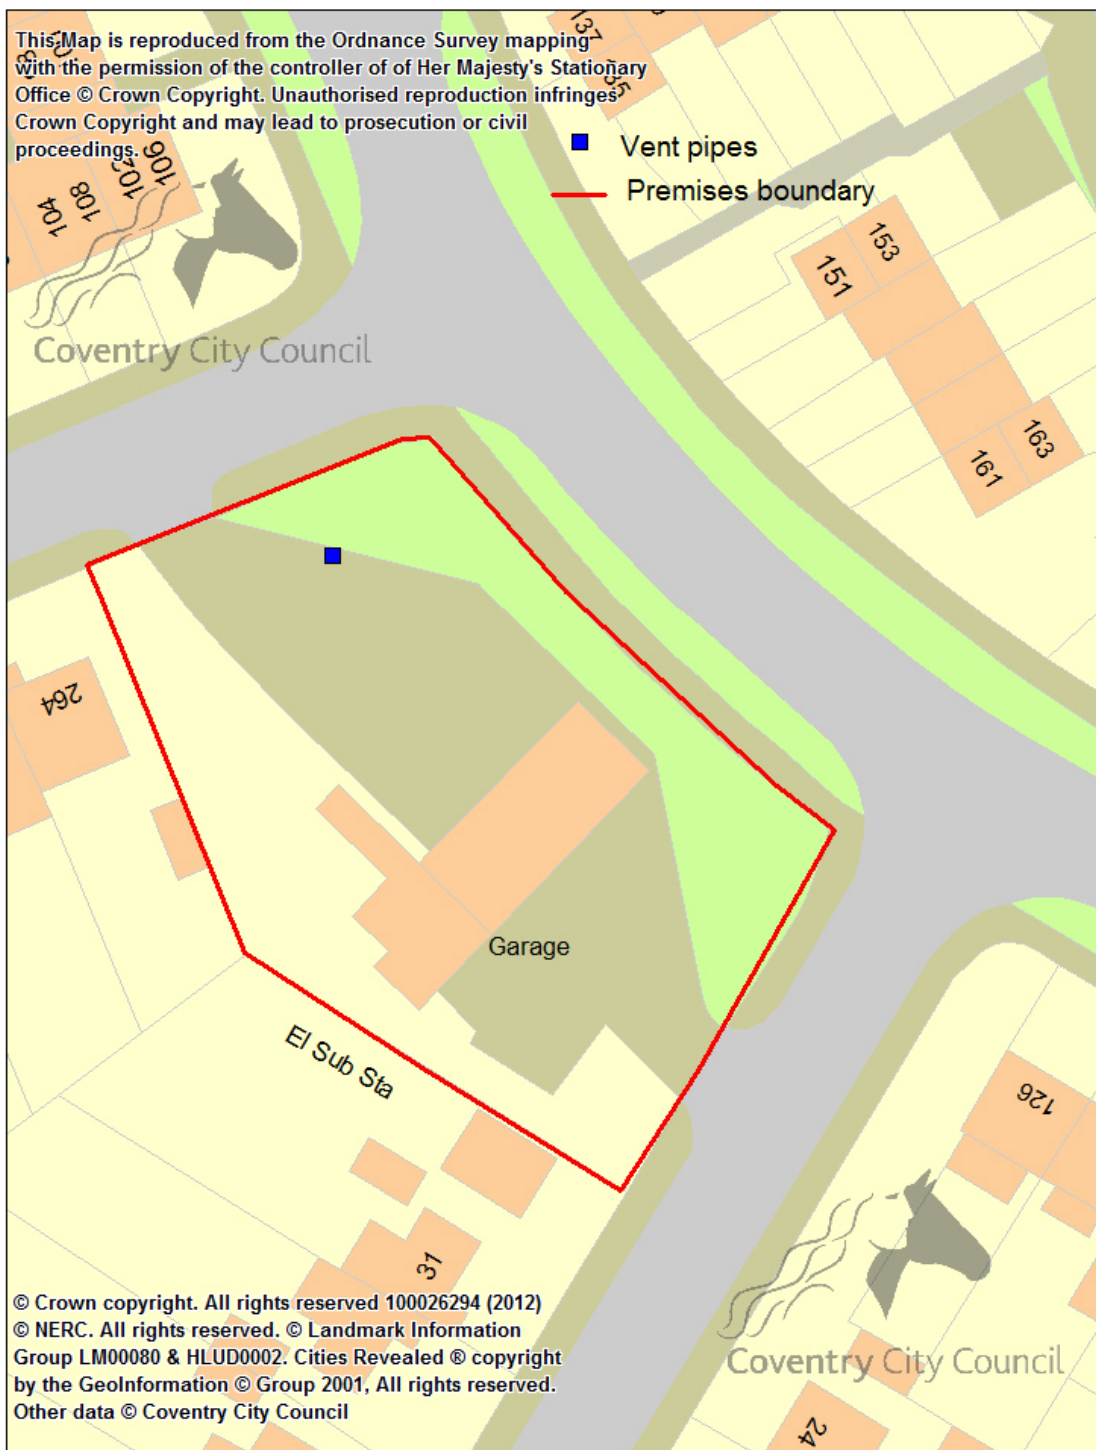 This Map is reproduced from the Ordnance Survey mapping
with the permission of the controller of of Her Majesty's Stationary
Office © Crown Copyright. Unauthorised reproduction infringes
Crown Copyright and may lead to prosecution or civil
proceedings.
137
Vent pipes
Premises boundary
106
102
108
104
153
151
Coventry City Council
163
161
264
Garage
El Sub Sta
126
31
© Crown copyright. All rights reserved 100026294 (2012)
© NERC. All rights reserved. © Landmark Information
Group LM00080 & HLUD0002. Cities Revealed ® copyright
by the GeoInformation © Group 2001, All rights reserved.
Other data © Coventry City Council
Coventry City Council
24